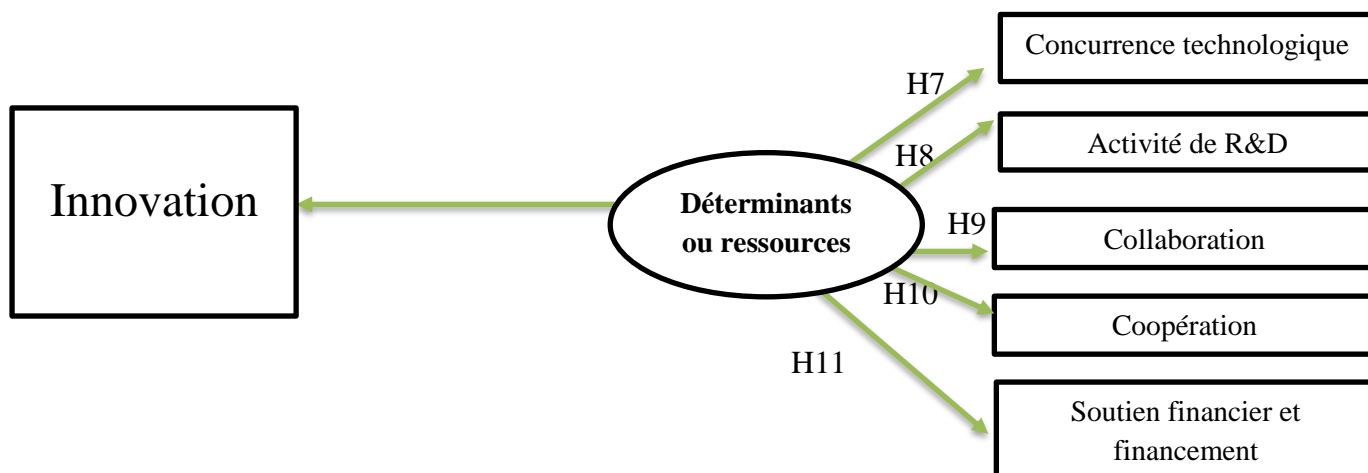 Concurrence technologique
H7
Activité de R&D
H8
Innovation
Déterminants
ou ressources
H9
Collaboration
H10
Coopération
H11
Soutien financier et
financement